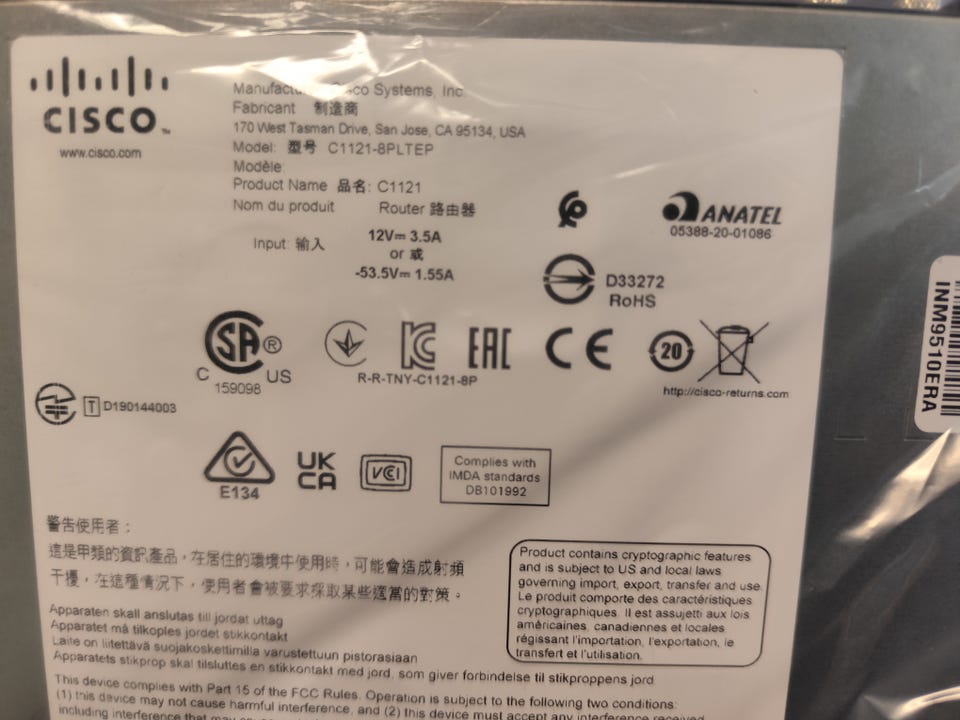 CISCO™
www.cisco.com
Cisco Systems, Inc.
Fabricant 制造商
170 West Tasman Drive, San Jose, CA 95134, USA
Model: 型号 C1121-8PLTEP
Modèle:
Product Name 品名: C1121
Nom du produit Router 路由器
Input: 输入 12V⎓ 3.5A
or 或
-53.5V⎓ 1.55A
ANATEL
05388-20-01086
D33272
RoHS
C SA ® US
159098
KC
R-R-TNY-C1121-8P
EAC
CE
20
http://cisco-returns.com
T D190144003
E134
UK
CA
VCCI
Complies with
IMDA standards
DB101992
警告使用者：
這是甲類的資訊產品，在居住的環境中使用時，可能會造成射頻
干擾，在這種情況下，使用者會被要求採取某些適當的對策。
Product contains cryptographic features
and is subject to US and local laws
governing import, export, transfer and use.
Le produit comporte des caractéristiques
cryptographiques. Il est assujetti aux lois
américaines, canadiennes et locales
régissant l'importation, l'exportation, le
transfert et l'utilisation.
Apparaten skall anslutas till jordat uttag
Apparatet må tilkoples jordet stikkontakt
Laite on liitettävä suojakoskettimilla varustettuun pistorasiaan
Apparatets stikprop skal tilsluttes en stikkontakt med jord, som giver forbindelse til stikproppens jord
This device complies with Part 15 of the FCC Rules. Operation is subject to the following two conditions:
(1) this device may not cause harmful interference, and (2) this device must accept any interference received,
including interference that may
INM9510ERA